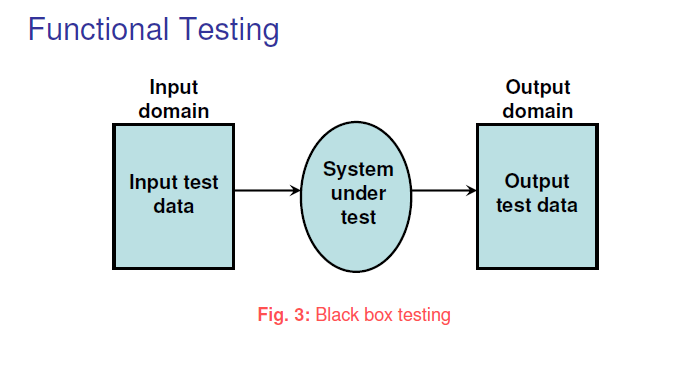 Functional Testing
Input
domain
Output
domain
Input test
data
System
under
test
Output
test data
Fig. 3: Black box testing